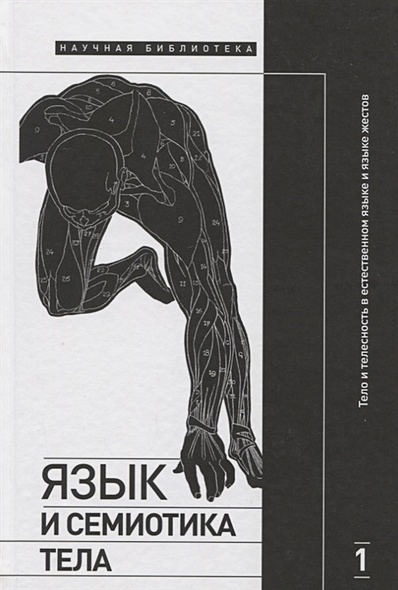 НАУЧНАЯ БИБЛИОТЕКА
Тело и телесность в естественном языке и языке жестов
ЯЗЫК
И СЕМИОТИКА
ТЕЛА
1